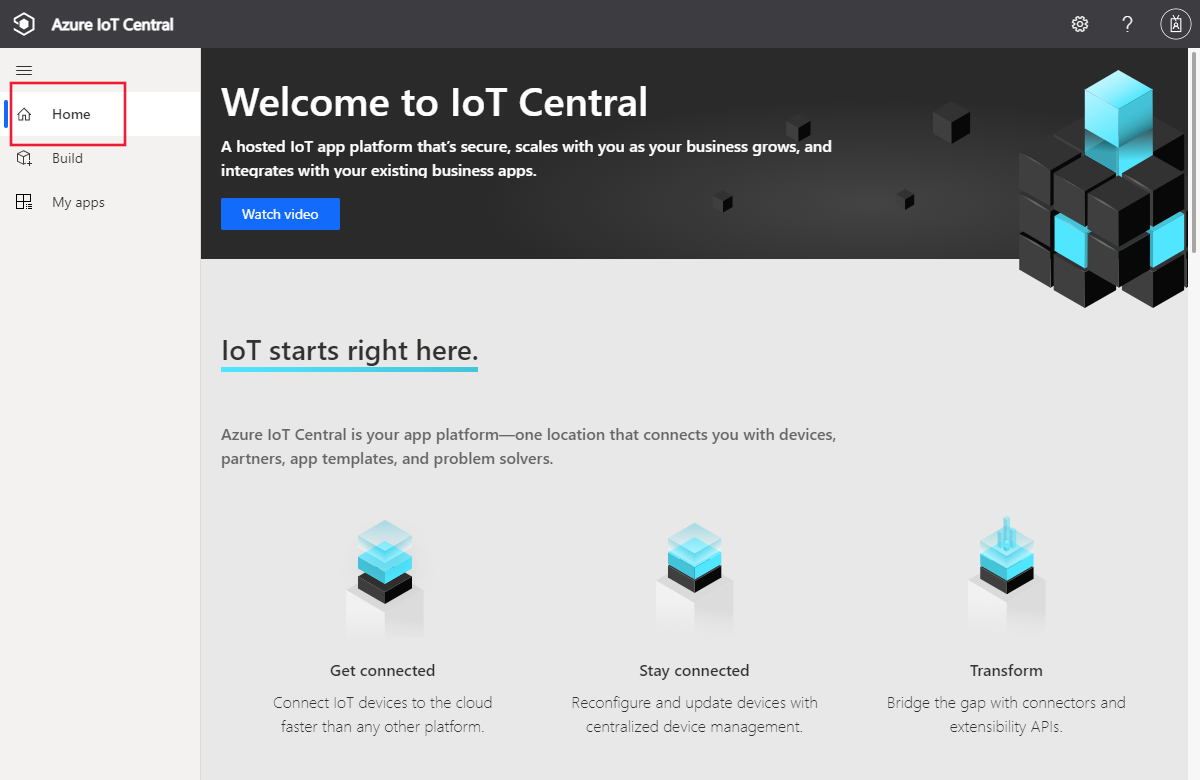 Azure IoT Central
?
Home
Build
My apps
Welcome to IoT Central
A hosted IoT app platform that's secure, scales with you as your business grows, and
integrates with your existing business apps.
Watch video
IoT starts right here.
Azure IoT Central is your app platform—one location that connects you with devices,
partners, app templates, and problem solvers.
Get connected
Connect IoT devices to the cloud
faster than any other platform.
Stay connected
Reconfigure and update devices with
centralized device management.
Transform
Bridge the gap with connectors and
extensibility APIs.